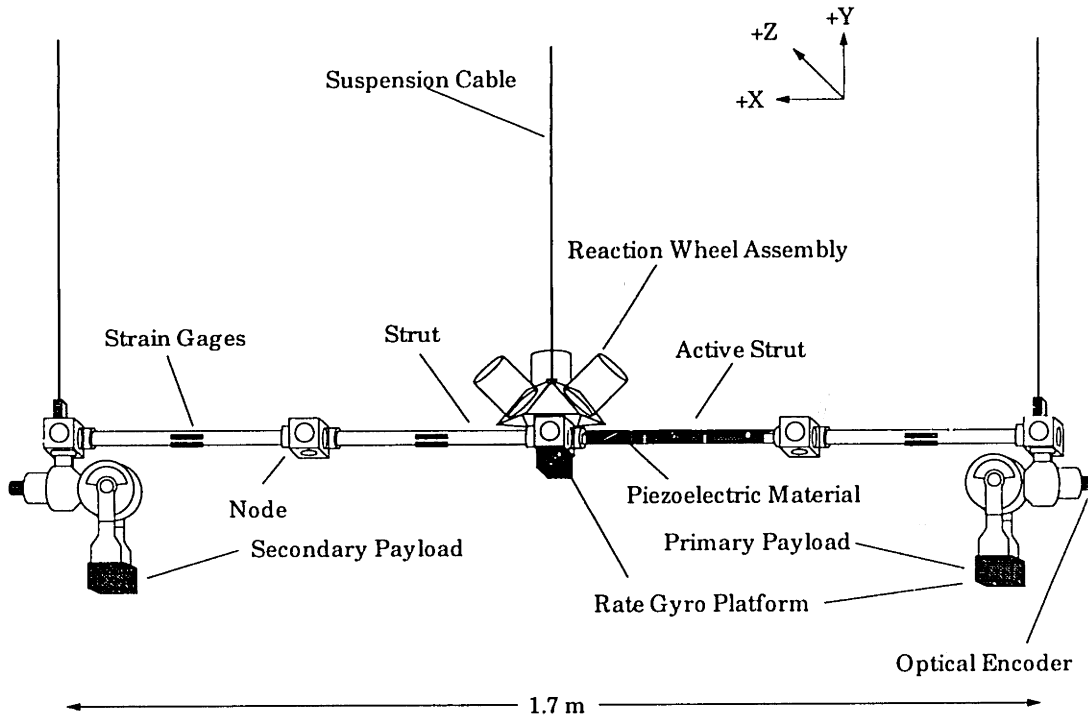 +Y
+Z
+X
Suspension Cable
Reaction Wheel Assembly
Strain Gages
Strut
Active Strut
Node
Piezoelectric Material
Secondary Payload
Primary Payload
Rate Gyro Platform
Optical Encoder
1.7 m